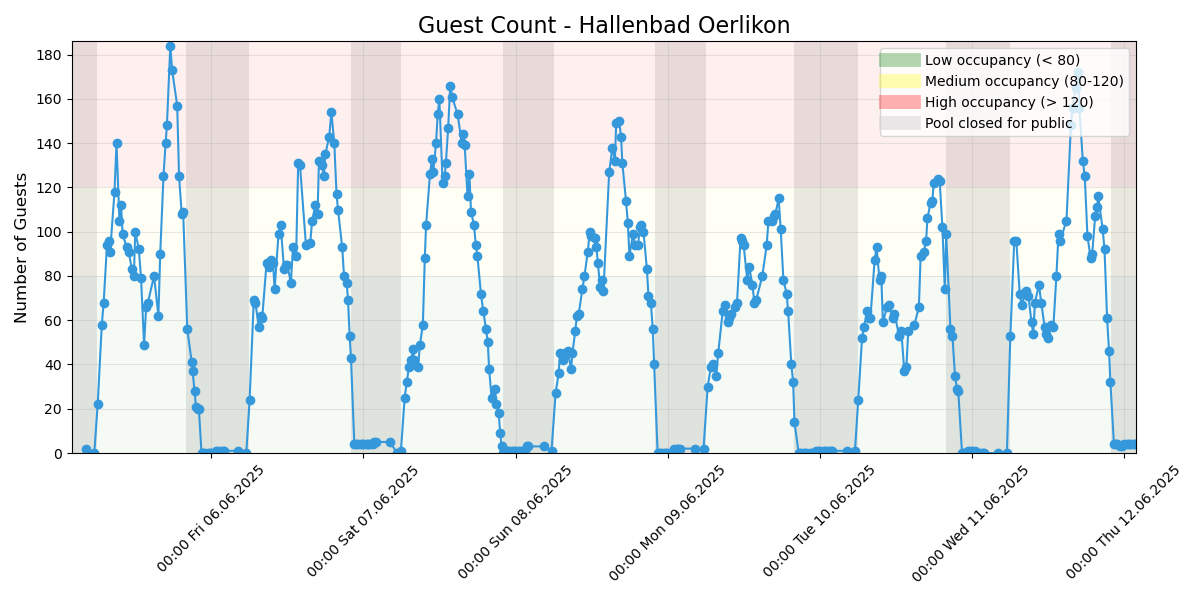 Guest Count - Hallenbad Oerlikon
Number of Guests
180
160
140
120
100
80
60
40
20
0
Low occupancy (< 80)
Medium occupancy (80-120)
High occupancy (> 120)
Pool closed for public
00:00 Fri 06.06.2025
00:00 Sat 07.06.2025
00:00 Sun 08.06.2025
00:00 Mon 09.06.2025
00:00 Tue 10.06.2025
00:00 Wed 11.06.2025
00:00 Thu 12.06.2025